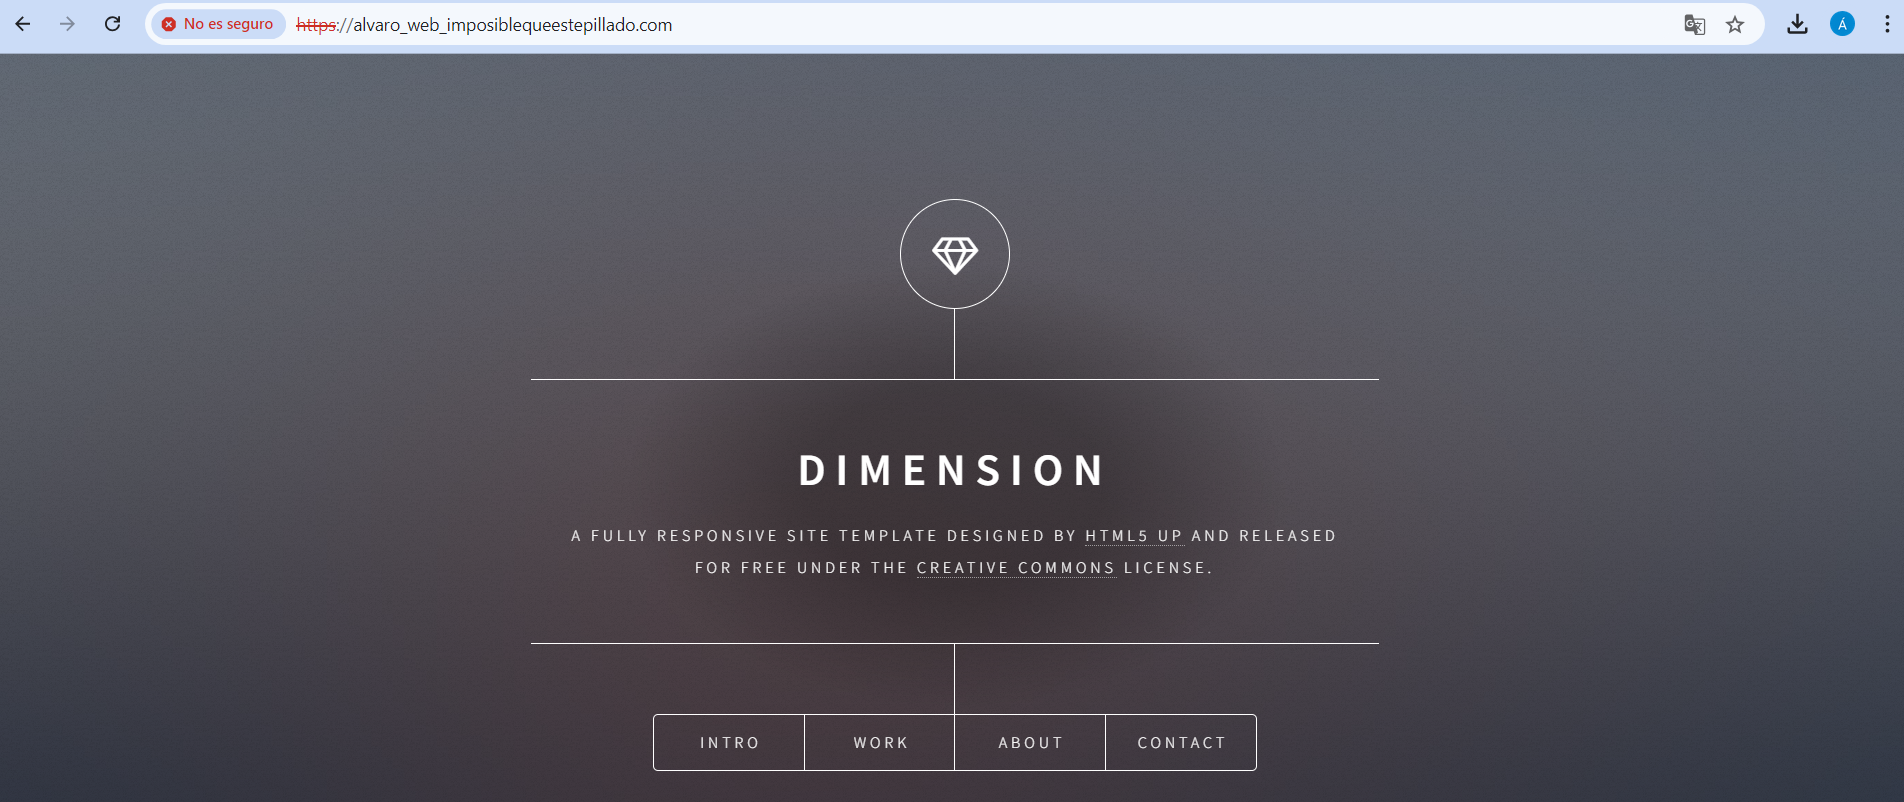 No es seguro https://alvaro_web_imposiblequeestepillado.com Á
DIMENSION
A FULLY RESPONSIVE SITE TEMPLATE DESIGNED BY HTML5 UP AND RELEASED
FOR FREE UNDER THE CREATIVE COMMONS LICENSE.
INTRO WORK ABOUT CONTACT